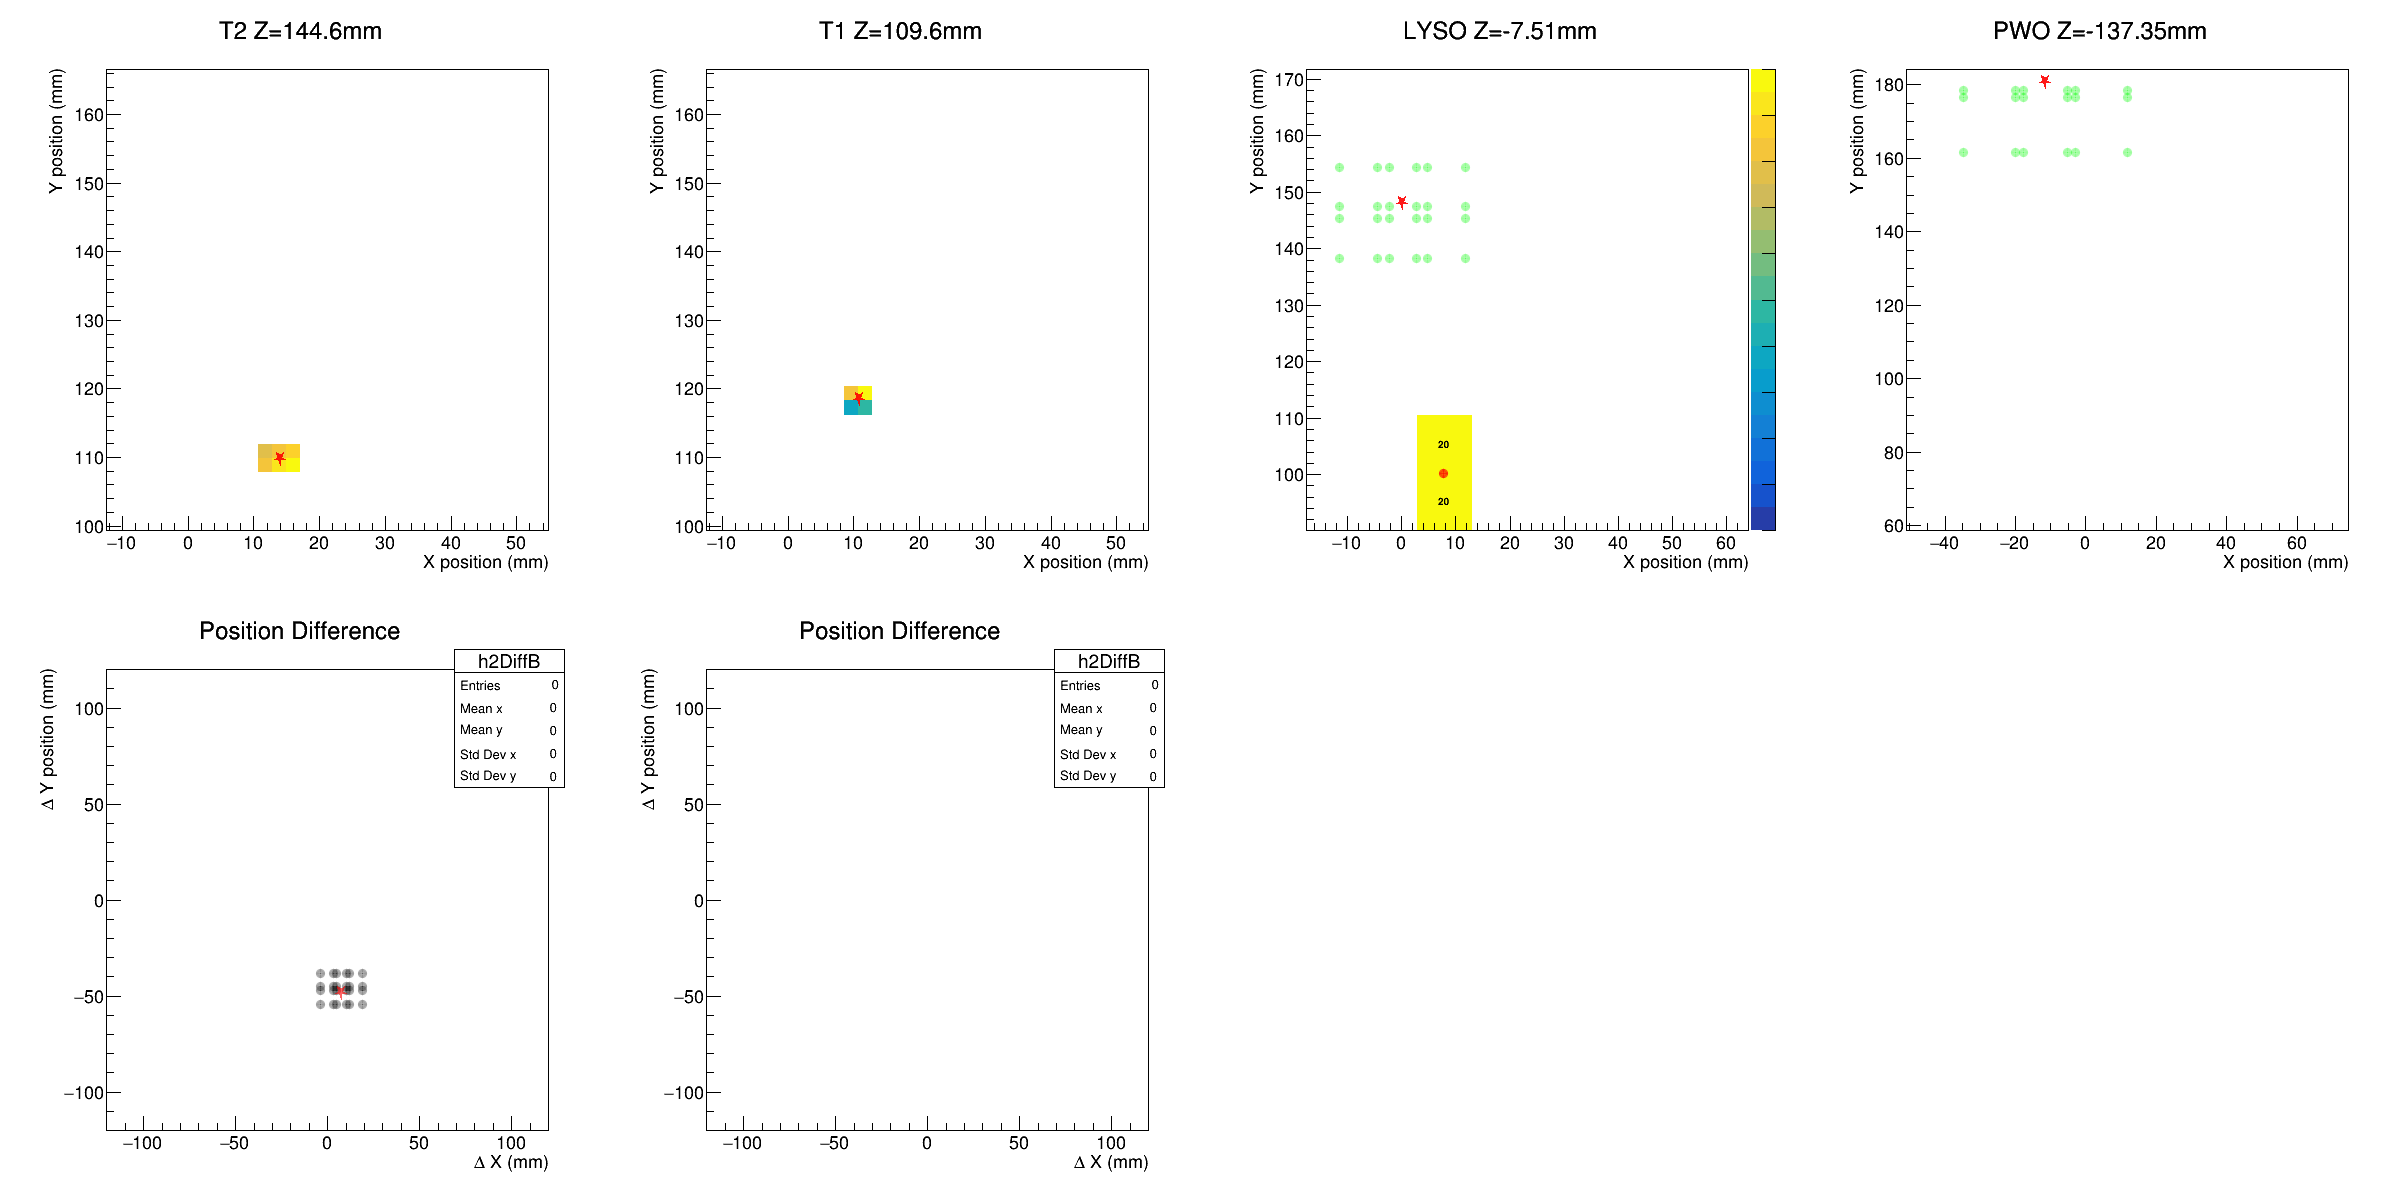 T2 Z=144.6mm
Y position (mm)
160
150
140
130
120
110
100
−10 0 10 20 30 40 50
X position (mm)
T1 Z=109.6mm
Y position (mm)
160
150
140
130
120
110
100
−10 0 10 20 30 40 50
X position (mm)
LYSO Z=-7.51mm
Y position (mm)
170
160
150
140
130
120
110
100
20
20
−10 0 10 20 30 40 50 60
X position (mm)
PWO Z=-137.35mm
Y position (mm)
180
160
140
120
100
80
60
−40 −20 0 20 40 60
X position (mm)
Position Difference
h2DiffB
Entries 0
Mean x 0
Mean y 0
Std Dev x 0
Std Dev y 0
Δ Y position (mm)
100
50
0
−50
−100
−100 −50 0 50 100
Δ X (mm)
Position Difference
h2DiffB
Entries 0
Mean x 0
Mean y 0
Std Dev x 0
Std Dev y 0
Δ Y position (mm)
100
50
0
−50
−100
−100 −50 0 50 100
Δ X (mm)